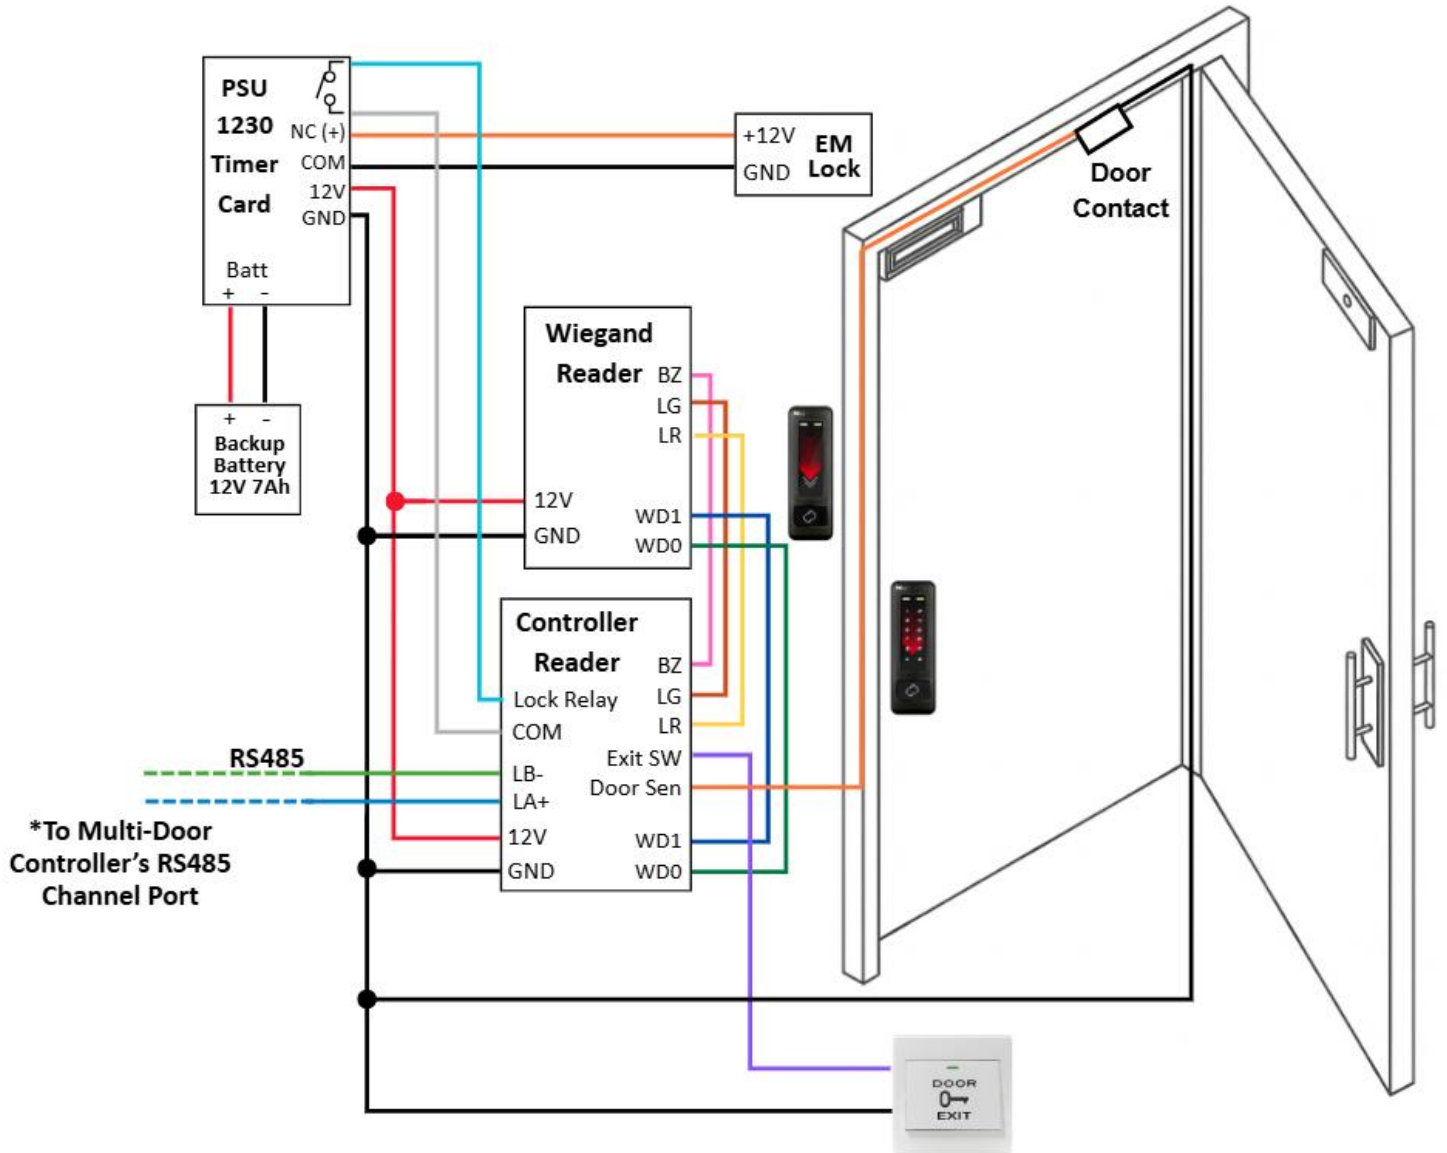 PSU
1230
Timer
Card
NC (+)
COM
12V
GND
Batt
+ -
+ -
Backup
Battery
12V 7Ah
+12V
GND
EM
Lock
Door
Contact
Wiegand
Reader
BZ
LG
LR
12V
GND
WD1
WD0
Controller
Reader
BZ
LG
LR
Lock Relay
COM
Exit SW
Door Sen
LB-
LA+
12V
GND
WD1
WD0
RS485
*To Multi-Door
Controller’s RS485
Channel Port
DOOR
EXIT